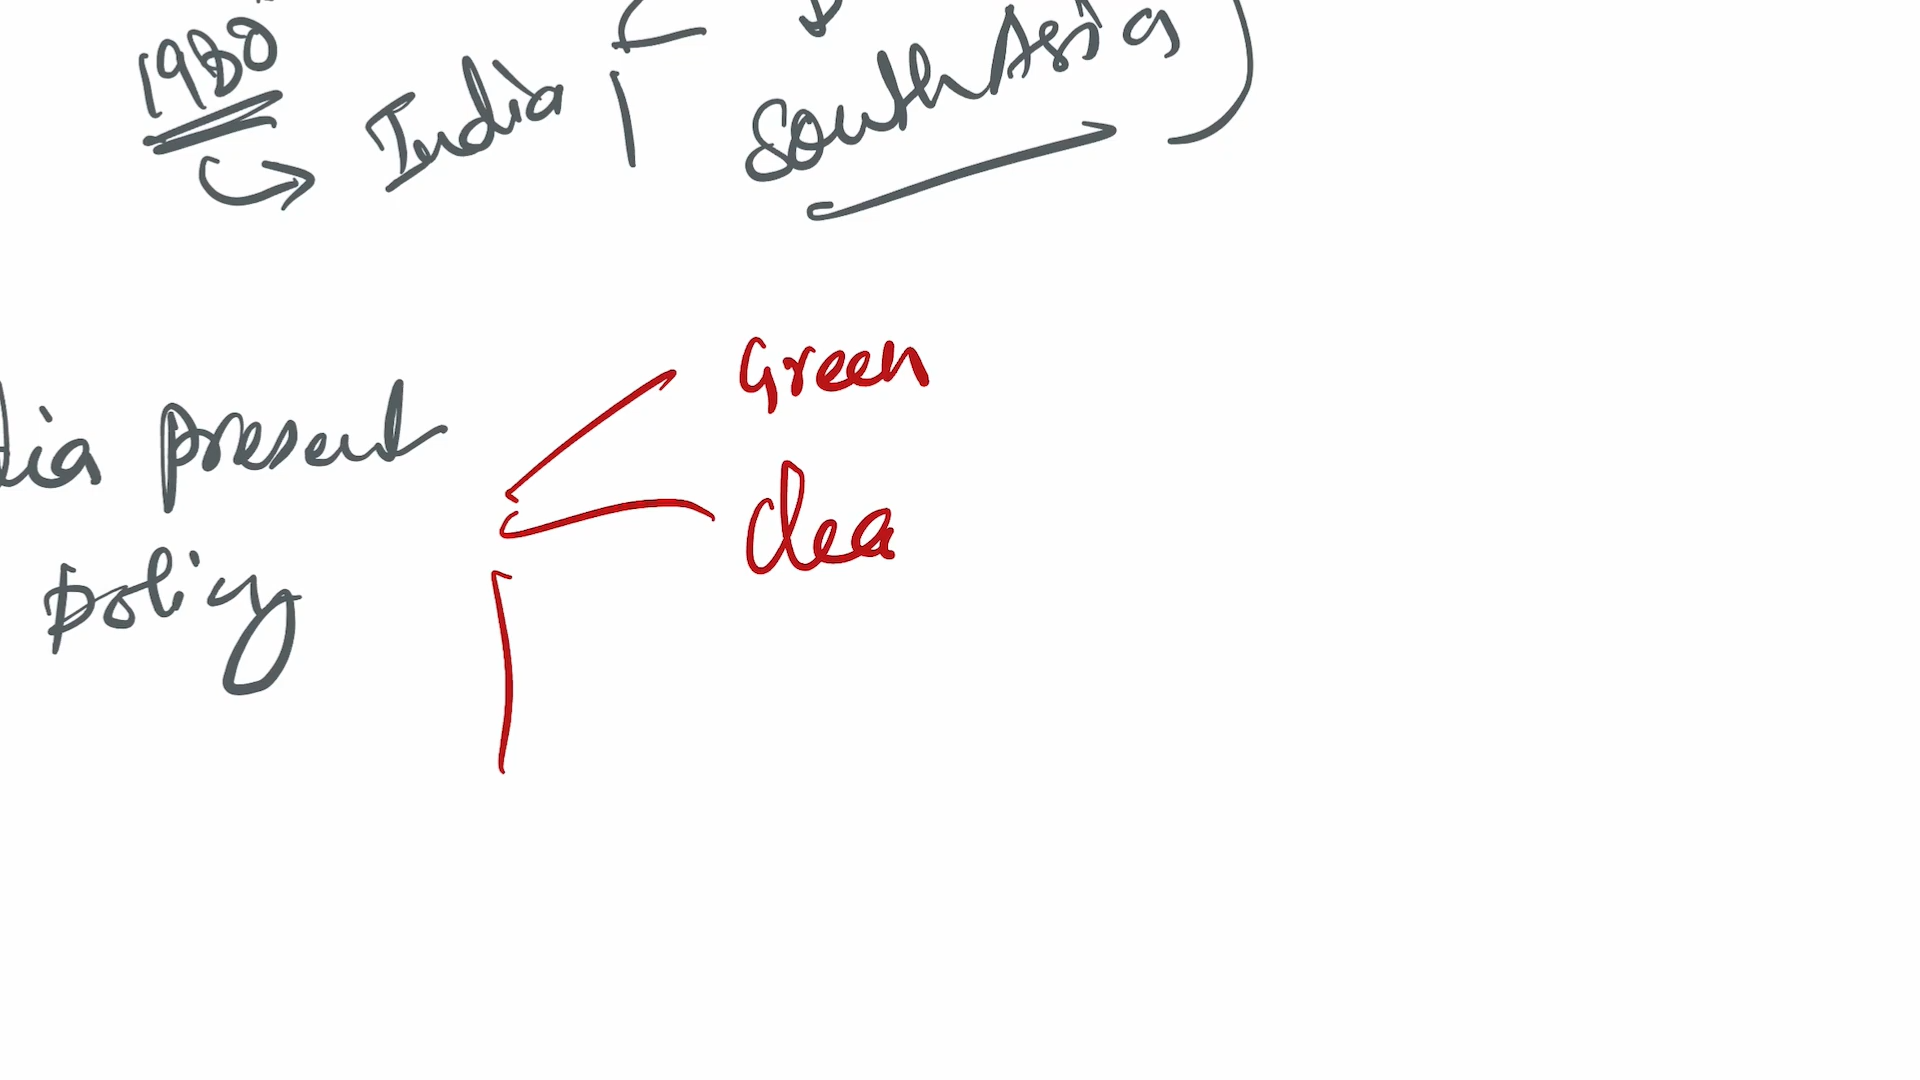 1980
India
South Asia
dia present
policy
Green
Clea